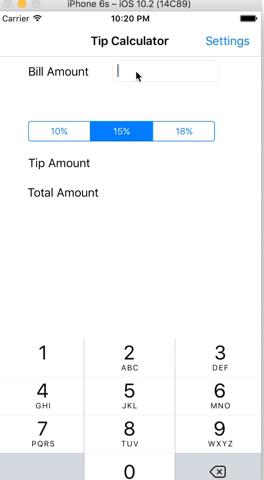 iPhone 6s – iOS 10.2 (14C89)
Carrier 10:20 PM
Tip Calculator Settings
Bill Amount
10% 15% 18%
Tip Amount
Total Amount
1 2 3
ABC DEF
4 5 6
GHI JKL MNO
7 8 9
PQRS TUV WXYZ
0